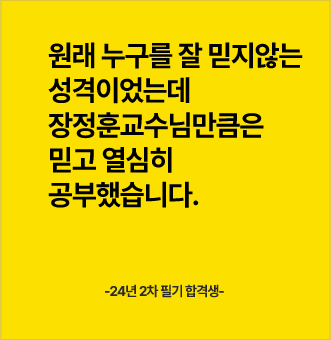 원래 누구를 잘 믿지않는
성격이었는데
장정훈교수님만큼은
믿고 열심히
공부했습니다.
-24년 2차 필기 합격생-